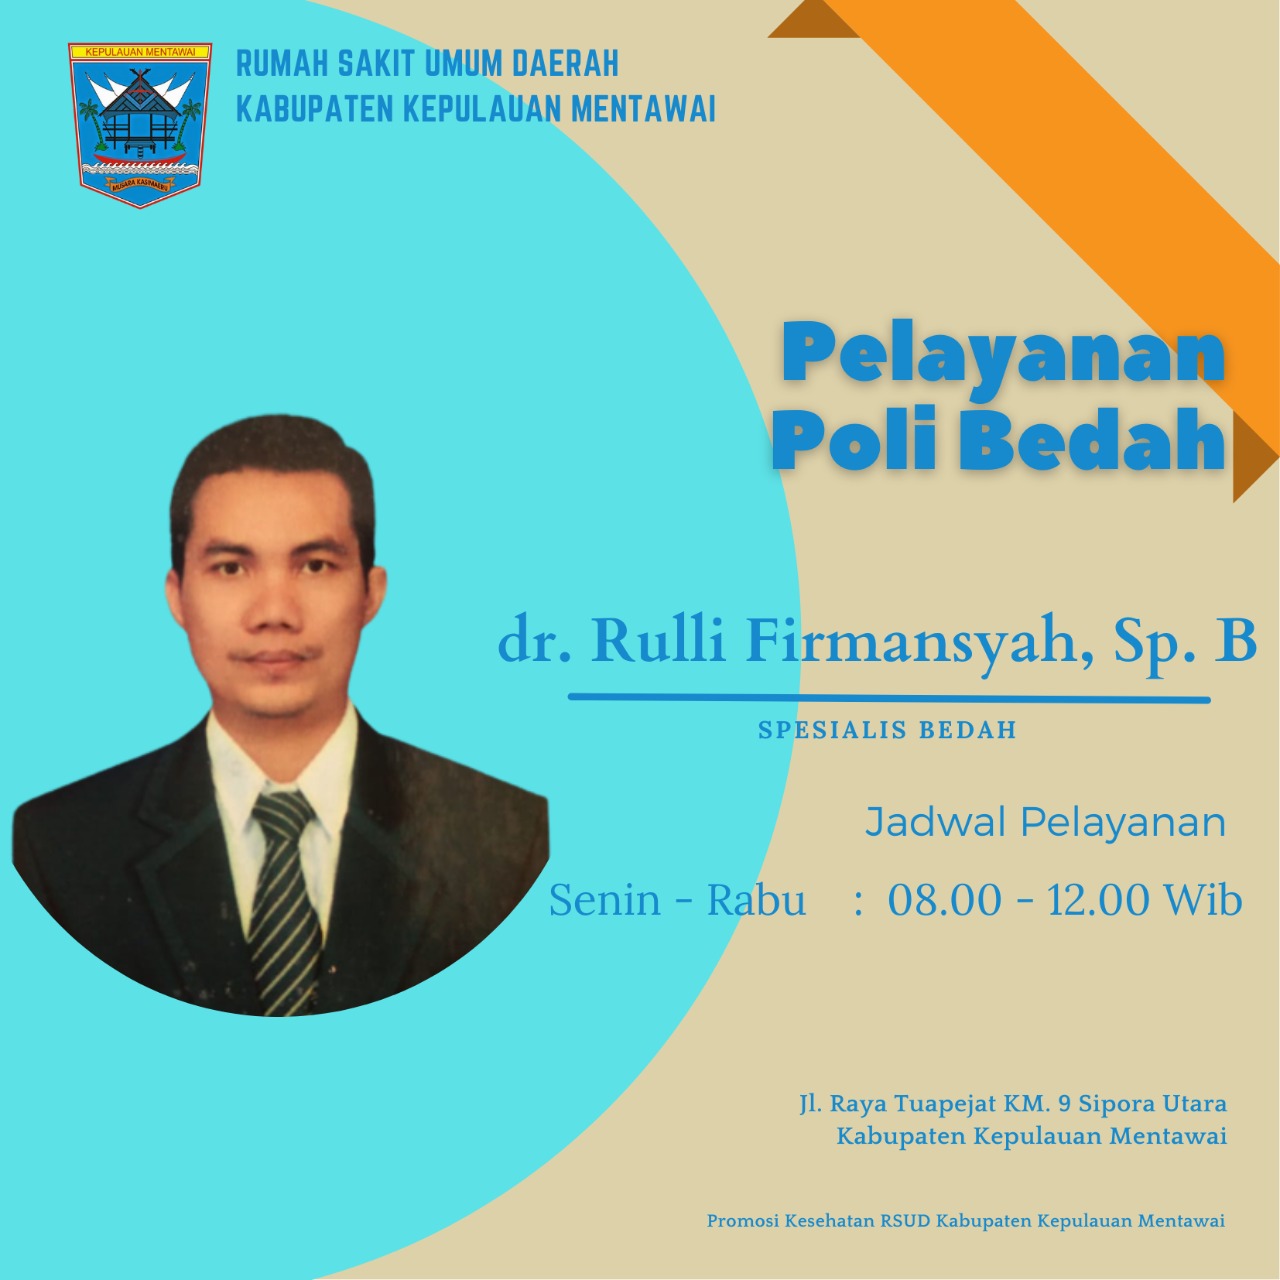 KEPULAUAN MENTAWAI
RUMAH SAKIT UMUM DAERAH
KABUPATEN KEPULAUAN MENTAWAI
Pelayanan
Poli Bedah
dr. Rulli Firmansyah, Sp. B
SPESIALIS BEDAH
Jadwal Pelayanan
Senin - Rabu : 08.00 - 12.00 Wib
Jl. Raya Tuapejat KM. 9 Sipora Utara
Kabupaten Kepulauan Mentawai
Promosi Kesehatan RSUD Kabupaten Kepulauan Mentawai